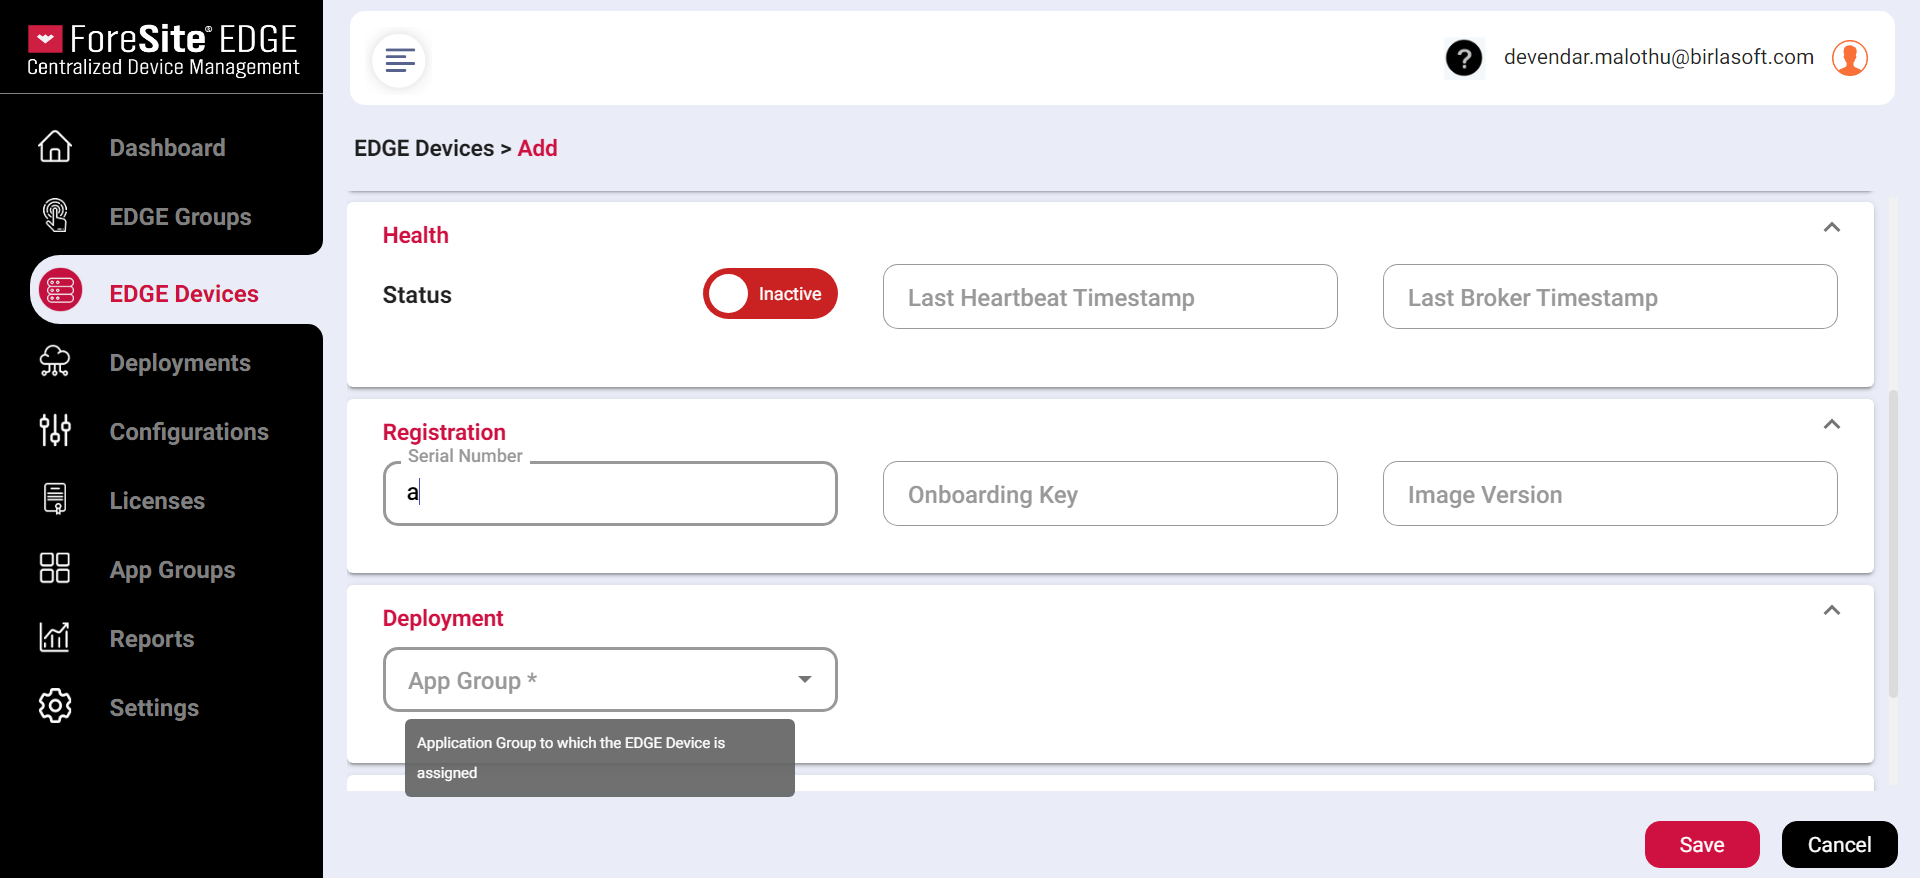 ForeSite® EDGE
Centralized Device Management
Dashboard
EDGE Groups
EDGE Devices
Deployments
Configurations
Licenses
App Groups
Reports
Settings
?
devendar.malothu@birlasoft.com
EDGE Devices > Add
Health
Status
Inactive
Last Heartbeat Timestamp
Last Broker Timestamp
Registration
Serial Number
a
Onboarding Key
Image Version
Deployment
App Group *
Application Group to which the EDGE Device is
assigned
Save
Cancel